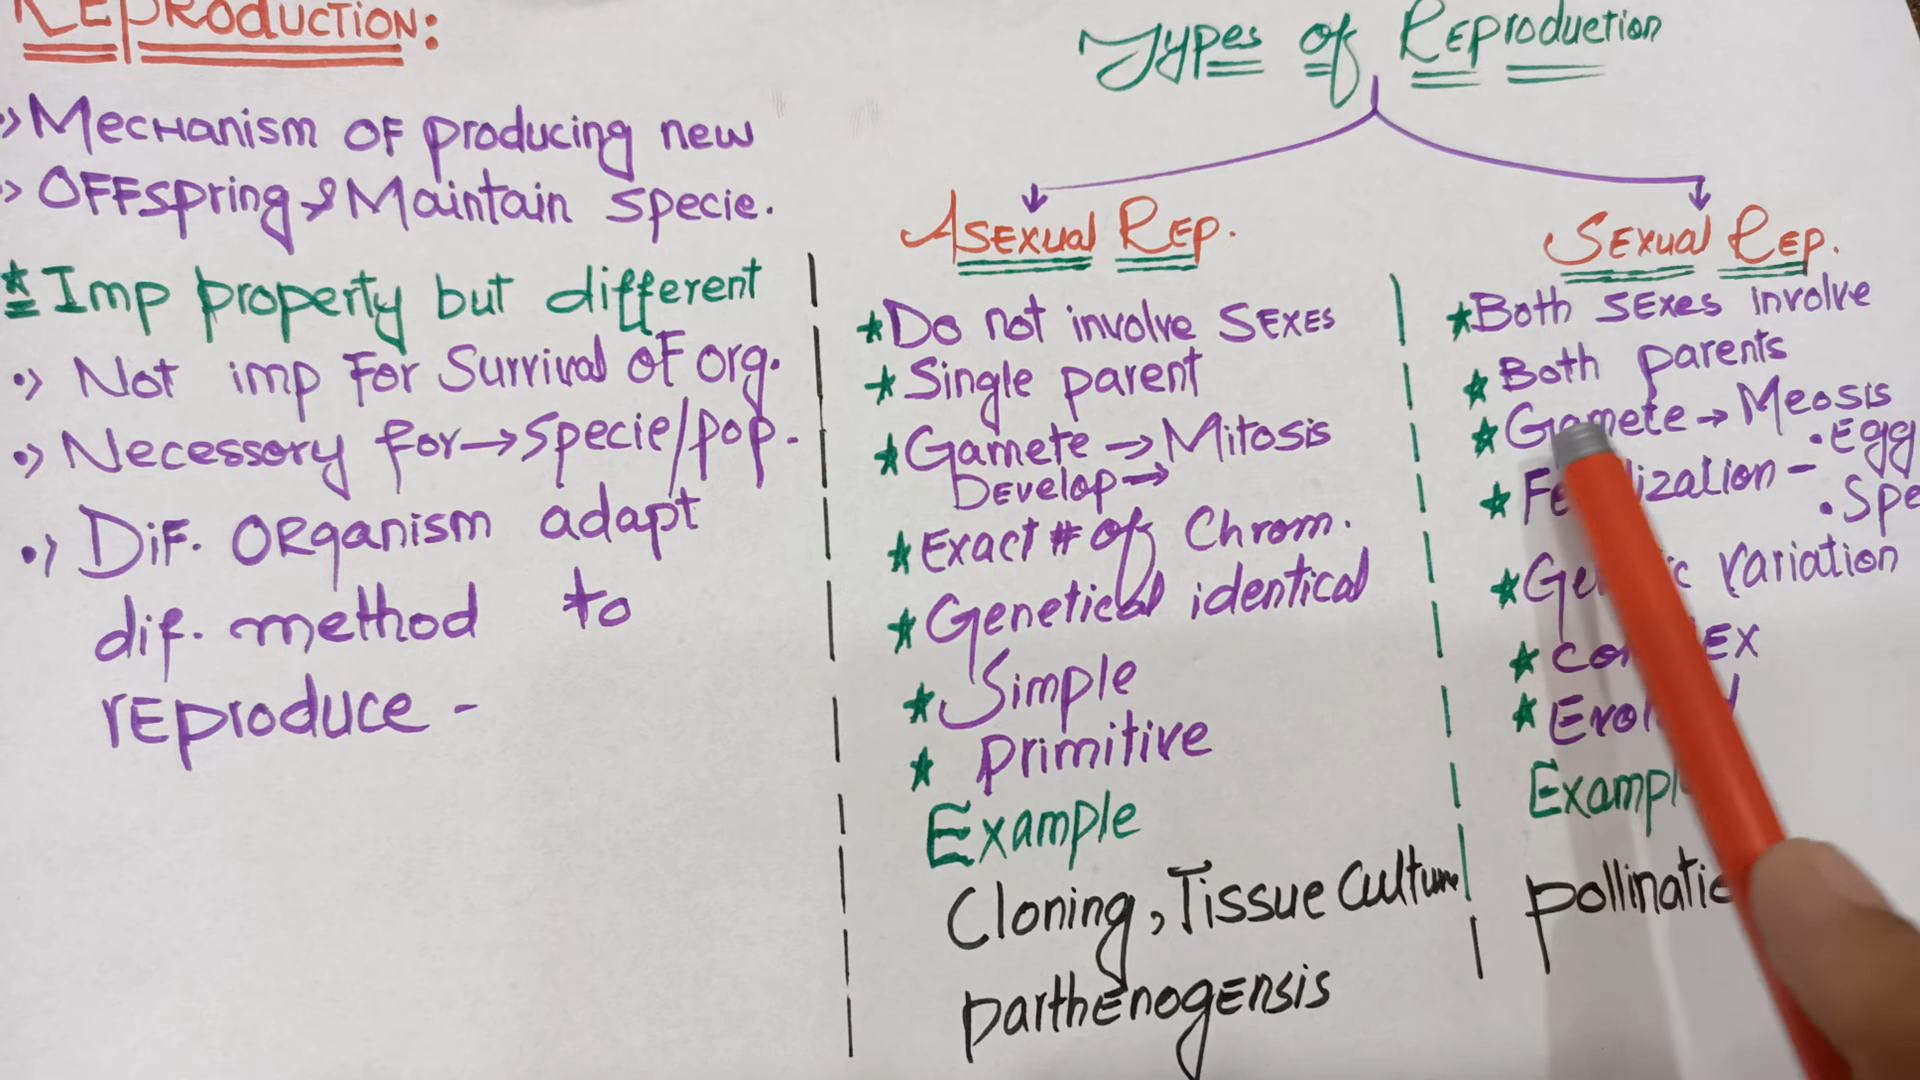 REPRODUCTION:
Mechanism OF producing new
OFFspring & Maintain specie.
Imp property but different
Not imp For Survival of org.
Necessory for → specie/pop.
Dif. ORganism adapt
dif. method to
rEproduce -
Types of Reproduction
Asexual Rep.
Do not involve SExes
Single parent
Gamete → Mitosis
Develop →
Exact # of Chrom.
Genetical identical
Simple
primitive
Example
Cloning, Tissue Culture
parthenogensis
Sexual Rep.
Both SExes involve
Both parents
Gamete → Meosis
• Egg
• Spe
variation
Example